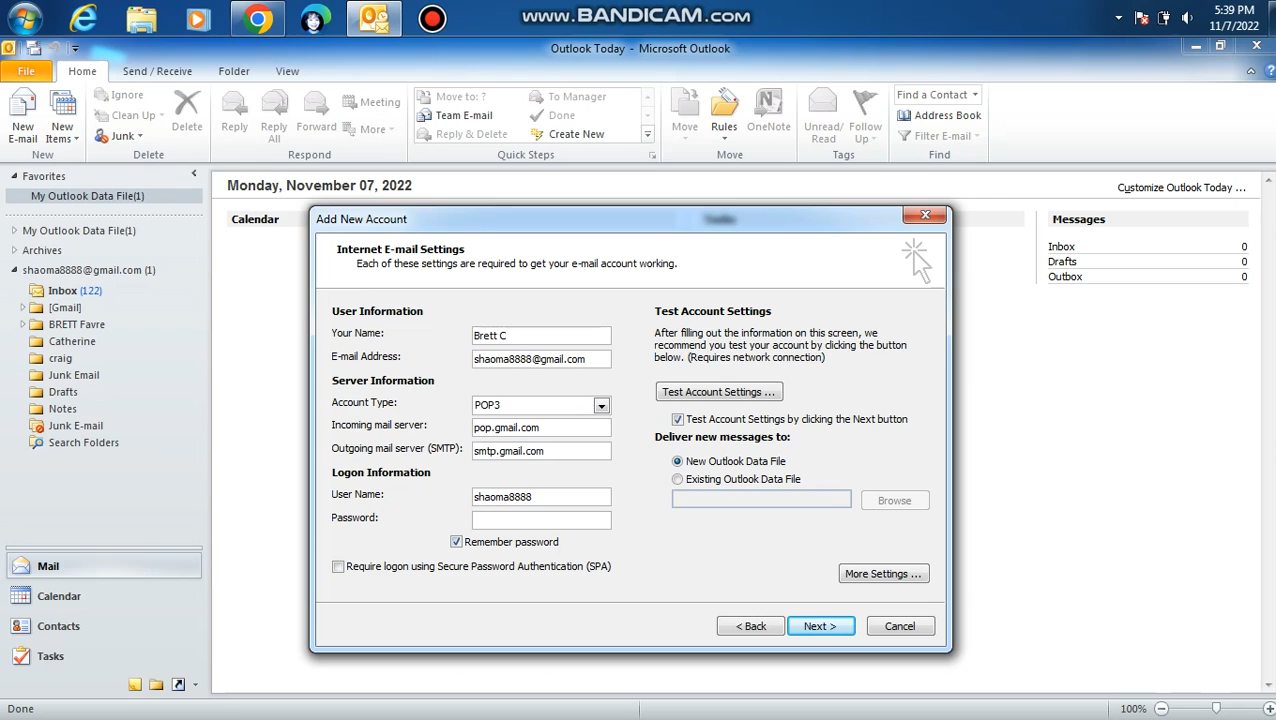 www.BANDICAM.com
5:39 PM
11/7/2022
Outlook Today - Microsoft Outlook
File Home Send / Receive Folder View
New E-mail
New Items
Ignore
Clean Up
Junk
Delete
Reply
Reply All
Forward
Meeting
More
Move to: ?
Team E-mail
Reply & Delete
To Manager
Done
Create New
Move
Rules
OneNote
Unread/ Read
Follow Up
Find a Contact
Address Book
Filter E-mail
New Delete Respond Quick Steps Move Tags Find
Favorites
My Outlook Data File(1)
My Outlook Data File(1)
Archives
shaoma8888@gmail.com (1)
Inbox (122)
[Gmail]
BRETT Favre
Catherine
craig
Junk Email
Drafts
Notes
Junk E-mail
Search Folders
Mail
Calendar
Contacts
Tasks
Monday, November 07, 2022
Customize Outlook Today ...
Calendar
Messages
Inbox 0
Drafts 0
Outbox 0
Add New Account
Internet E-mail Settings
Each of these settings are required to get your e-mail account working.
User Information
Your Name: Brett C
E-mail Address: shaoma8888@gmail.com
Server Information
Account Type: POP3
Incoming mail server: pop.gmail.com
Outgoing mail server (SMTP): smtp.gmail.com
Logon Information
User Name: shaoma8888
Password:
Remember password
Require logon using Secure Password Authentication (SPA)
Test Account Settings
After filling out the information on this screen, we
recommend you test your account by clicking the button
below. (Requires network connection)
Test Account Settings ...
Test Account Settings by clicking the Next button
Deliver new messages to:
New Outlook Data File
Existing Outlook Data File
Browse
More Settings ...
< Back Next > Cancel
Done
100%